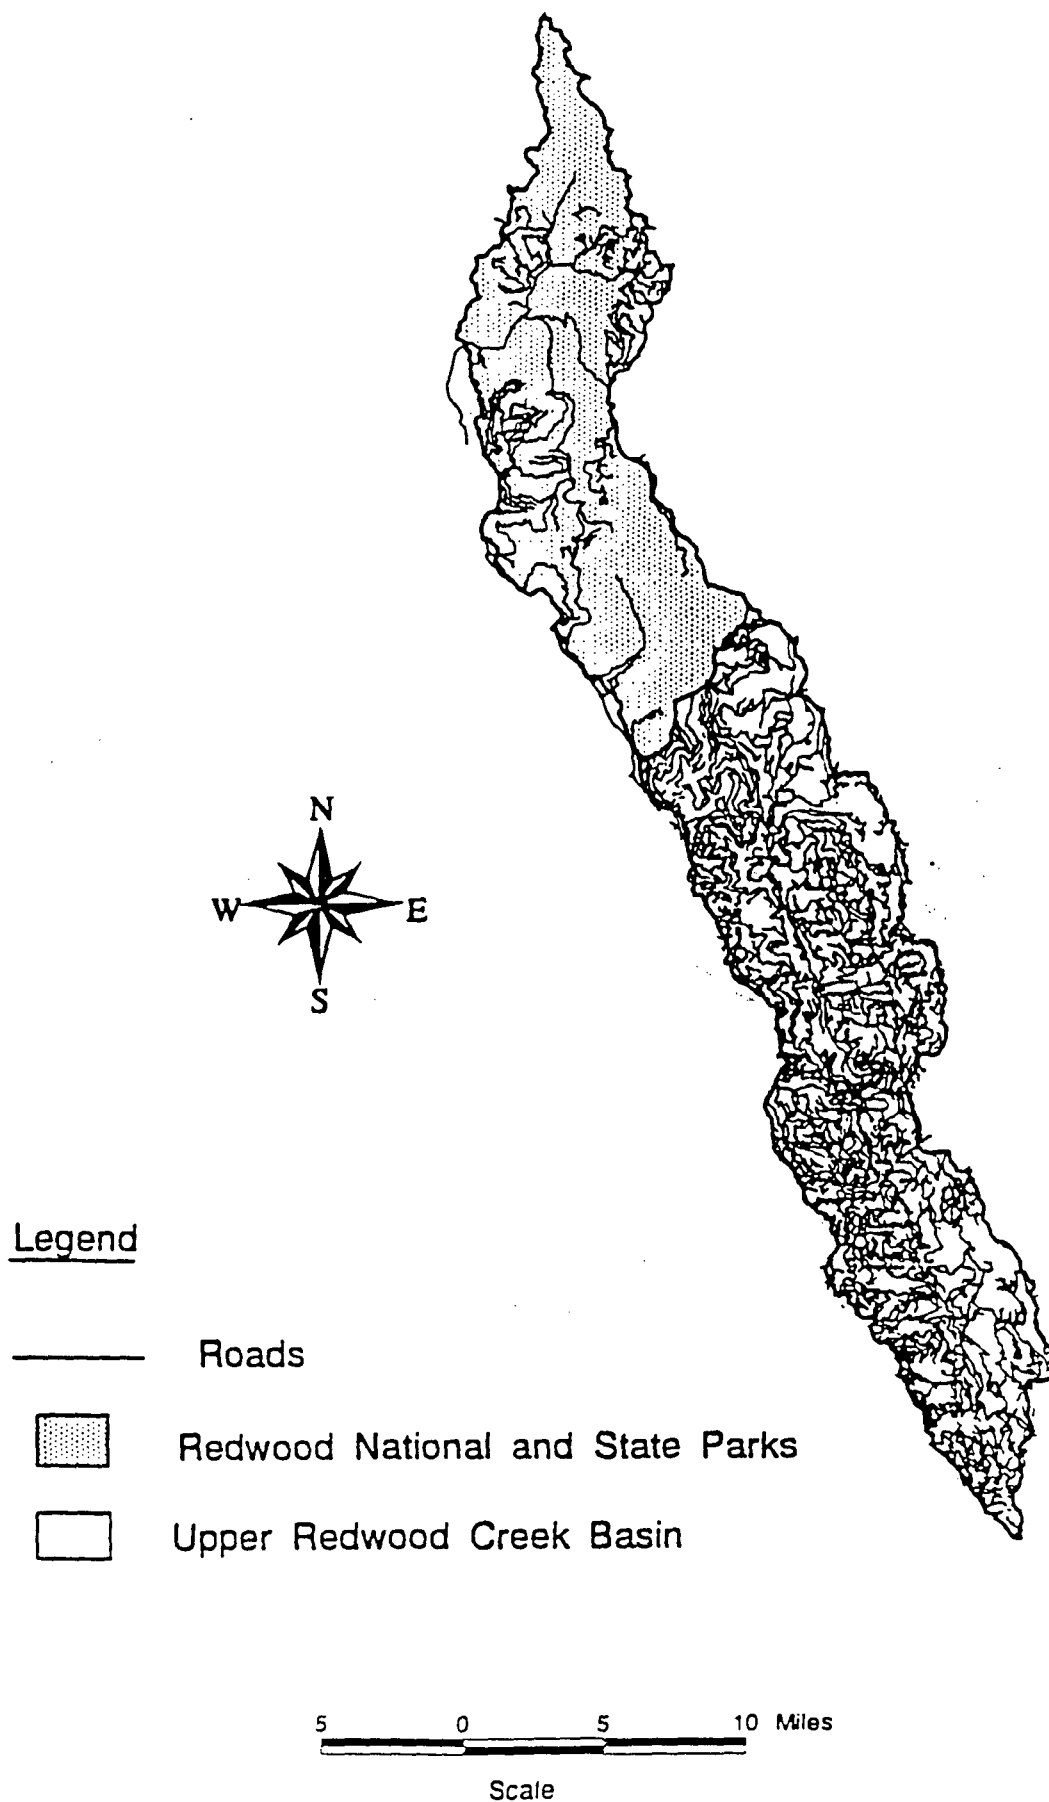 N
W E
S
Legend
Roads
Redwood National and State Parks
Upper Redwood Creek Basin
5 0 5 10 Miles
Scale